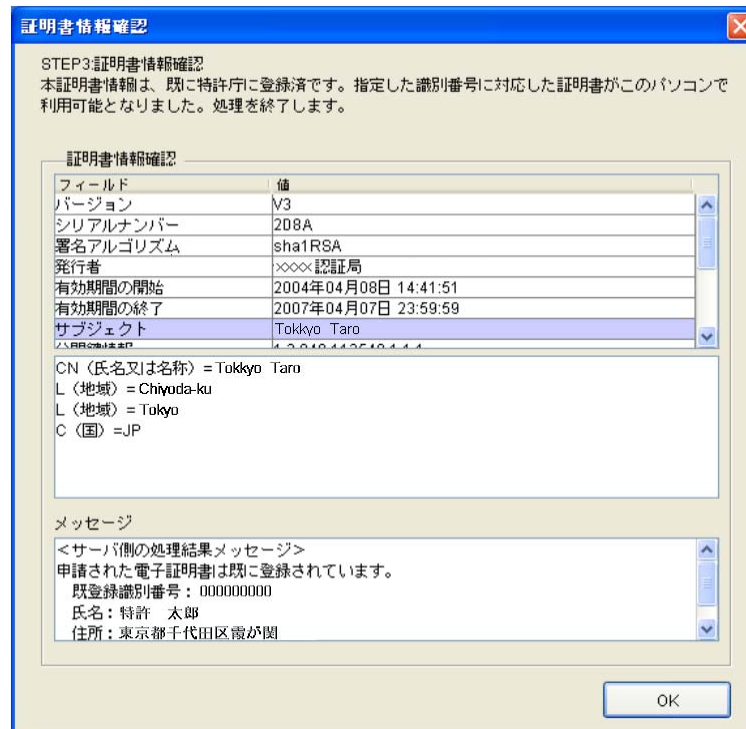 証明書情報確認
STEP3:証明書情報確認
本証明書情報は、既に特許庁に登録済です。指定した識別番号に対応した証明書がこのパソコンで
利用可能となりました。処理を終了します。
証明書情報確認
フィールド 値
バージョン V3
シリアルナンバー 2D8A
署名アルゴリズム sha1RSA
発行者 ××××認証局
有効期間の開始 2004年04月08日 14:41:51
有効期間の終了 2007年04月07日 23:59:59
サブジェクト Tokkyo Taro
CN（氏名又は名称）=Tokkyo Taro
L（地域）=Chiyoda-ku
L（地域）=Tokyo
C（国）=JP
メッセージ
<サーバ側の処理結果メッセージ>
申請された電子証明書は既に登録されています。
既登録識別番号：000000000
氏名：特許 太郎
住所：東京都千代田区霞が関
OK